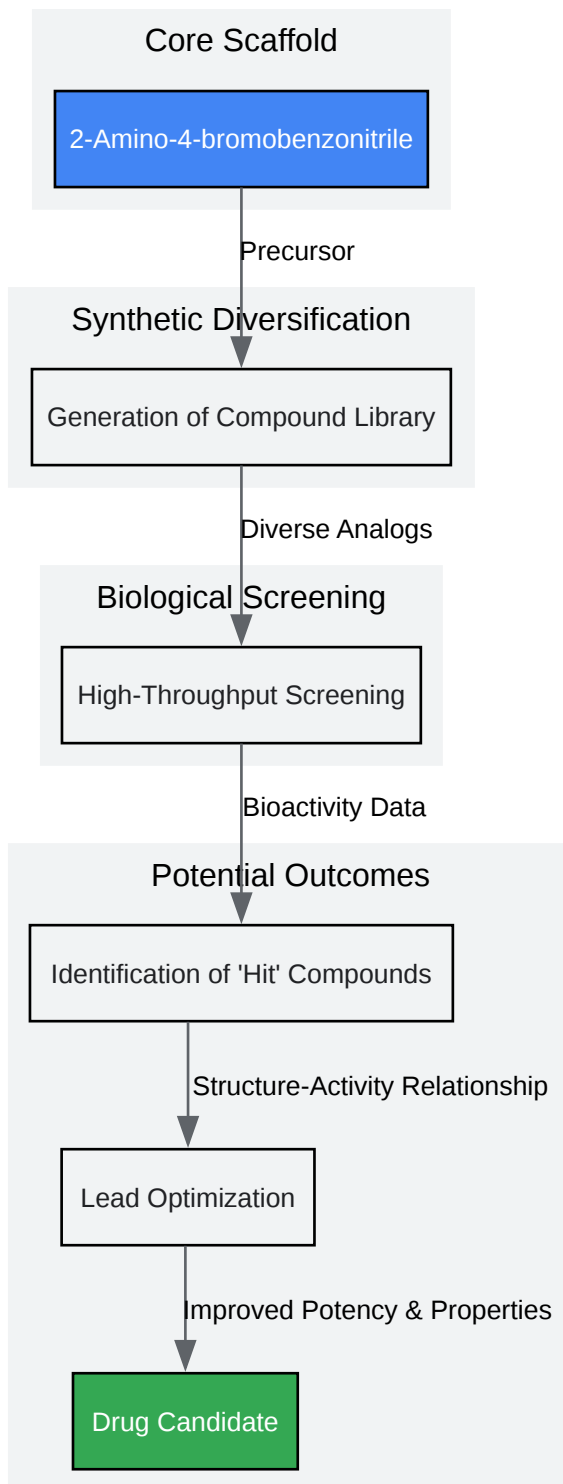 Core Scaffold
2-Amino-4-bromobenzonitrile
Precursor
Synthetic Diversification
Generation of Compound Library
Diverse Analogs
Biological Screening
High-Throughput Screening
Bioactivity Data
Potential Outcomes
Identification of 'Hit' Compounds
Structure-Activity Relationship
Lead Optimization
Improved Potency & Properties
Drug Candidate